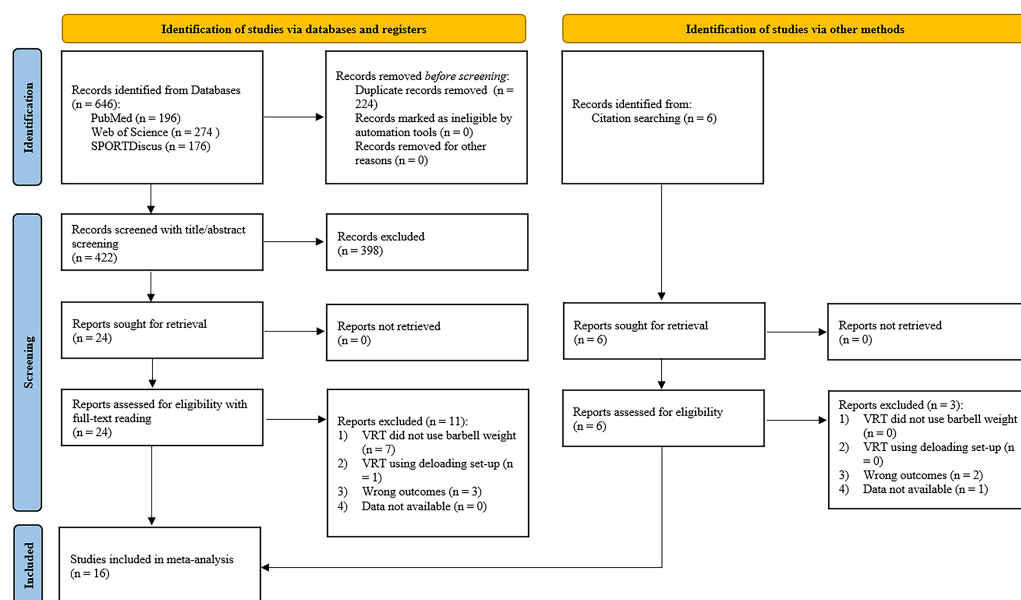 Identification of studies via databases and registers
Identification of studies via other methods
Identification
Records identified from Databases
(n = 646):
PubMed (n = 196)
Web of Science (n = 274 )
SPORTDiscus (n = 176)
Records removed before screening:
Duplicate records removed (n =
224)
Records marked as ineligible by
automation tools (n = 0)
Records removed for other
reasons (n = 0)
Records identified from:
Citation searching (n = 6)
Screening
Records screened with title/abstract
screening
(n = 422)
Records excluded
(n = 398)
Reports sought for retrieval
(n = 24)
Reports not retrieved
(n = 0)
Reports sought for retrieval
(n = 6)
Reports not retrieved
(n = 0)
Reports assessed for eligibility with
full-text reading
(n = 24)
Reports excluded (n = 11):
1) VRT did not use barbell weight
(n = 7)
2) VRT using deloading set-up (n
= 1)
3) Wrong outcomes (n = 3)
4) Data not available (n = 0)
Reports assessed for eligibility
(n = 6)
Reports excluded (n = 3):
1) VRT did not use barbell weight
(n = 0)
2) VRT using deloading set-up (n
= 0)
3) Wrong outcomes (n = 2)
4) Data not available (n = 1)
Included
Studies included in meta-analysis
(n = 16)